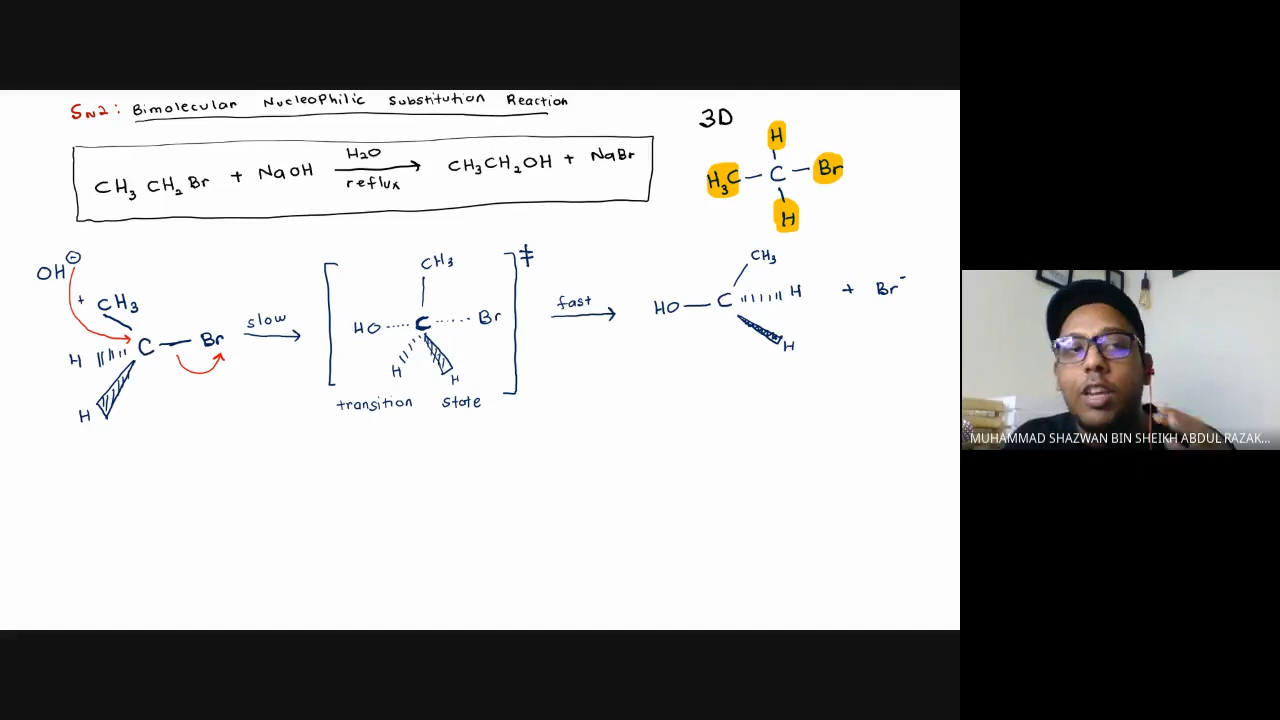 SN2: Bimolecular Nucleophilic Substitution Reaction
CH3 CH2 Br + NaOH H2O reflux CH3CH2OH + NaBr
3D
H
H3C - C - Br
H
OH⊖
+ CH3
H C - Br
H
slow
[
CH3
HO ····· C ······ Br
H H
] ‡
transition state
fast
CH3
HO - C H + Br-
H
MUHAMMAD SHAZWAN BIN SHEIKH ABDUL RAZAK...